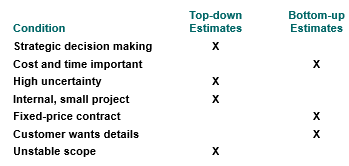 Top-down Bottom-up
Condition Estimates Estimates
Strategic decision making X
Cost and time important X
High uncertainty X
Internal, small project X
Fixed-price contract X
Customer wants details X
Unstable scope X